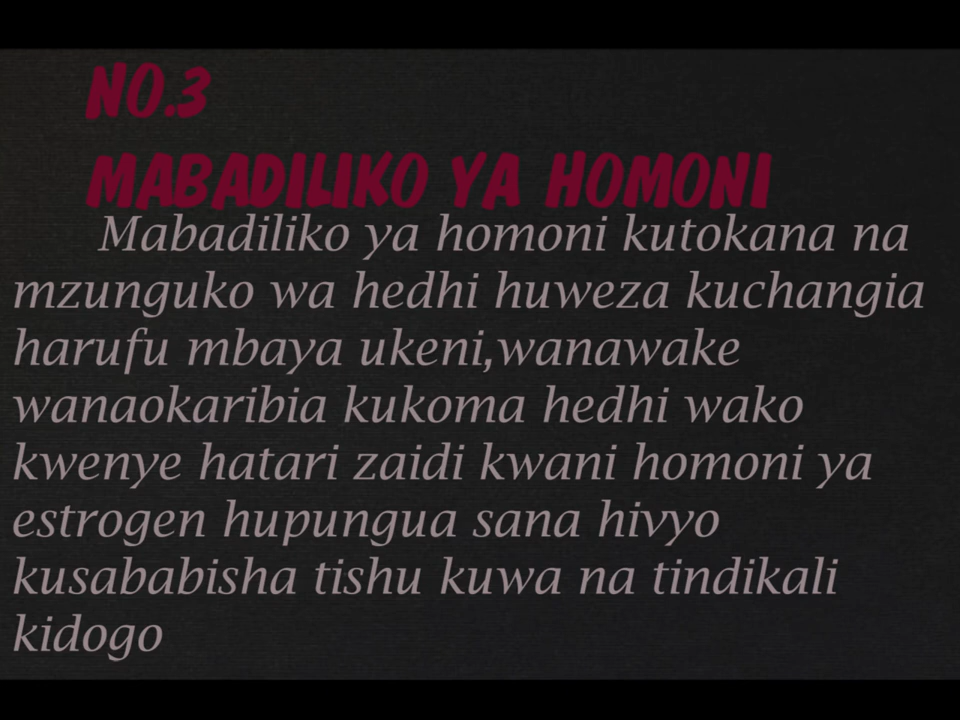 NO.3
MABADILIKO YA HOMONI
Mabadiliko ya homoni kutokana na
mzunguko wa hedhi huweza kuchangia
harufu mbaya ukeni,wanawake
wanaokaribia kukoma hedhi wako
kwenye hatari zaidi kwani homoni ya
estrogen hupungua sana hivyo
kusababisha tishu kuwa na tindikali
kidogo